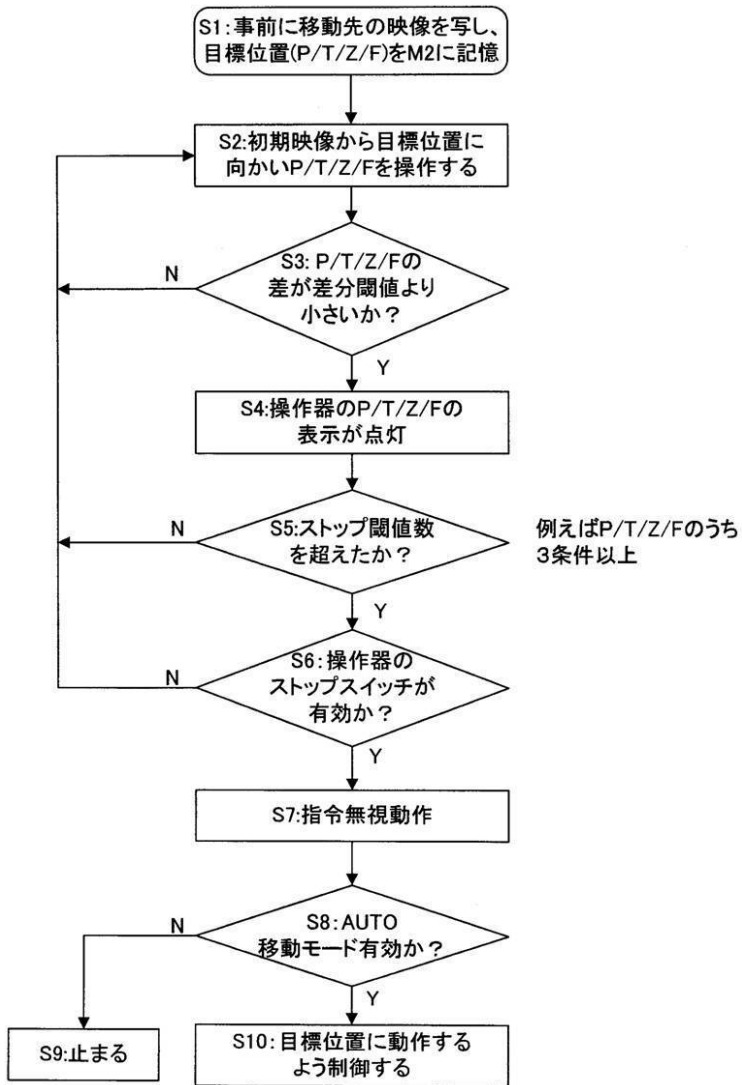 S1:事前に移動先の映像を写し、
目標位置(P/T/Z/F)をM2に記憶
S2:初期映像から目標位置に
向かいP/T/Z/Fを操作する
S3:P/T/Z/Fの
差が差分閾値より
小さいか？
N
Y
S4:操作器のP/T/Z/Fの
表示が点灯
S5:ストップ閾値数
を超えたか？
N
例えばP/T/Z/Fのうち
3条件以上
Y
S6:操作器の
ストップスイッチが
有効か？
N
Y
S7:指令無視動作
S8:AUTO
移動モード有効か？
N
Y
S9:止まる
S10:目標位置に動作する
よう制御する